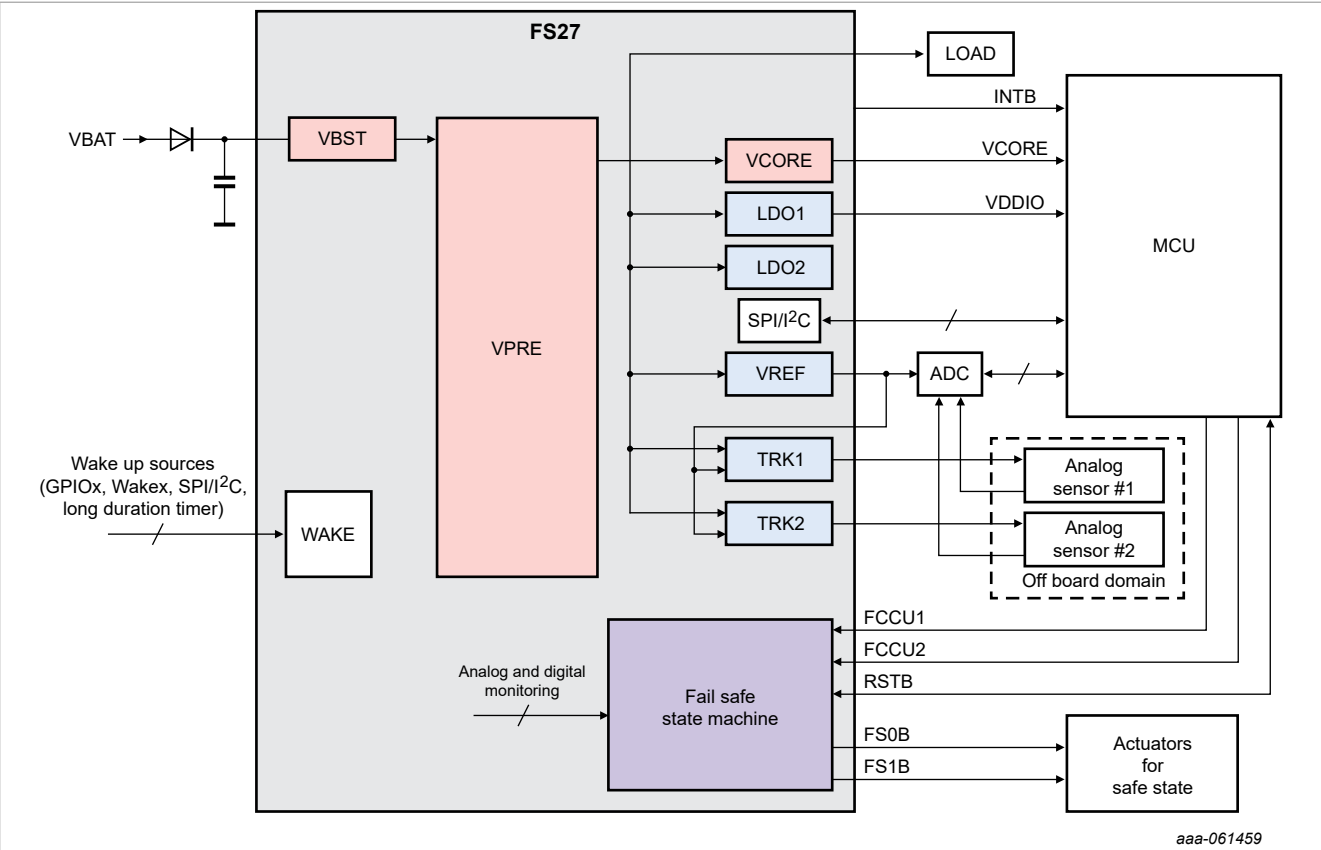 FS27
LOAD
INTB
VBAT
VBST
VCORE
VCORE
LDO1
VDDIO
LDO2
MCU
SPI/I²C
VPRE
VREF
ADC
TRK1
Analog
sensor #1
Wake up sources
(GPIOx, Wakex, SPI/I²C,
long duration timer)
WAKE
TRK2
Analog
sensor #2
Off board domain
FCCU1
FCCU2
RSTB
Analog and digital
monitoring
Fail safe
state machine
FS0B
FS1B
Actuators
for
safe state
aaa-061459